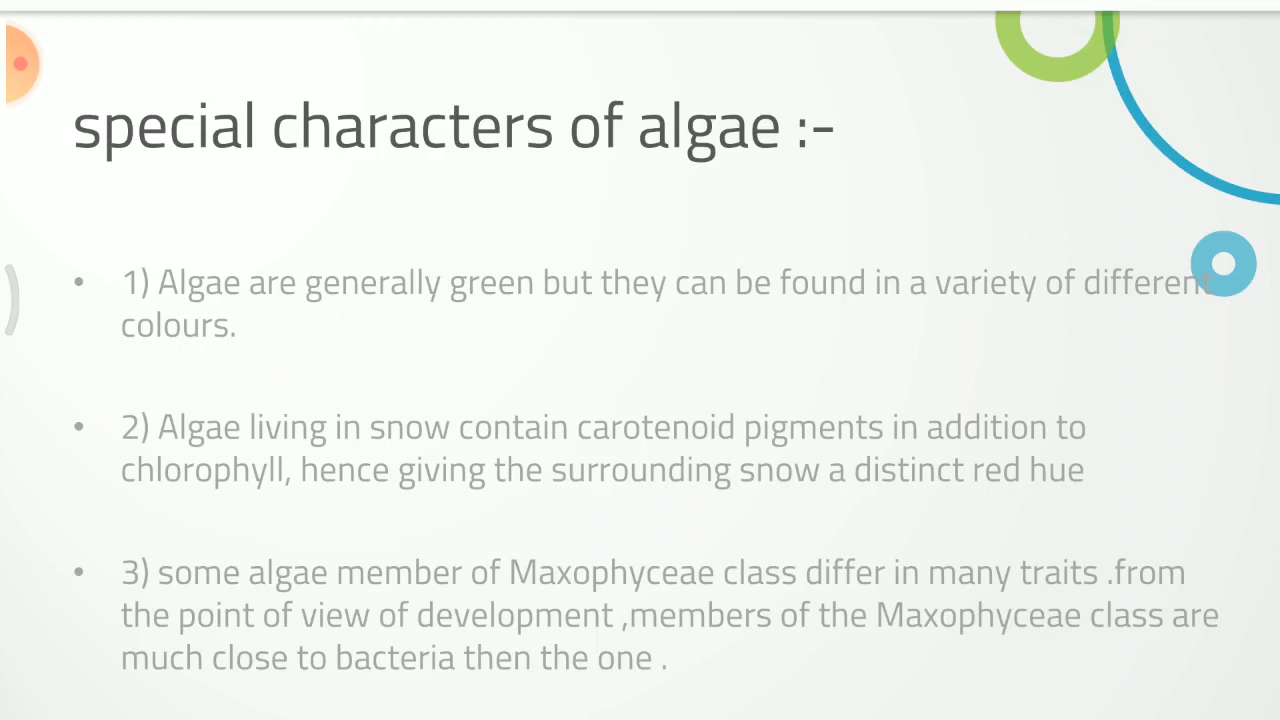 special characters of algae :-
• 1) Algae are generally green but they can be found in a variety of different
colours.
• 2) Algae living in snow contain carotenoid pigments in addition to
chlorophyll, hence giving the surrounding snow a distinct red hue
• 3) some algae member of Maxophyceae class differ in many traits .from
the point of view of development ,members of the Maxophyceae class are
much close to bacteria then the one .